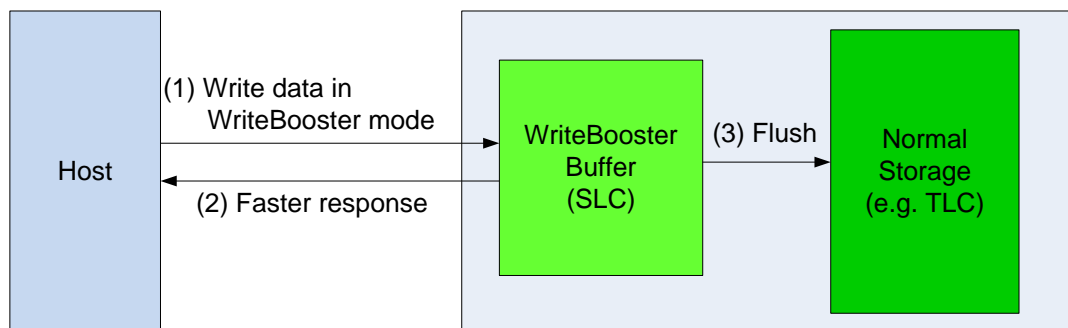 Host
(1) Write data in
WriteBooster mode
(2) Faster response
WriteBooster
Buffer
(SLC)
(3) Flush
Normal
Storage
(e.g. TLC)